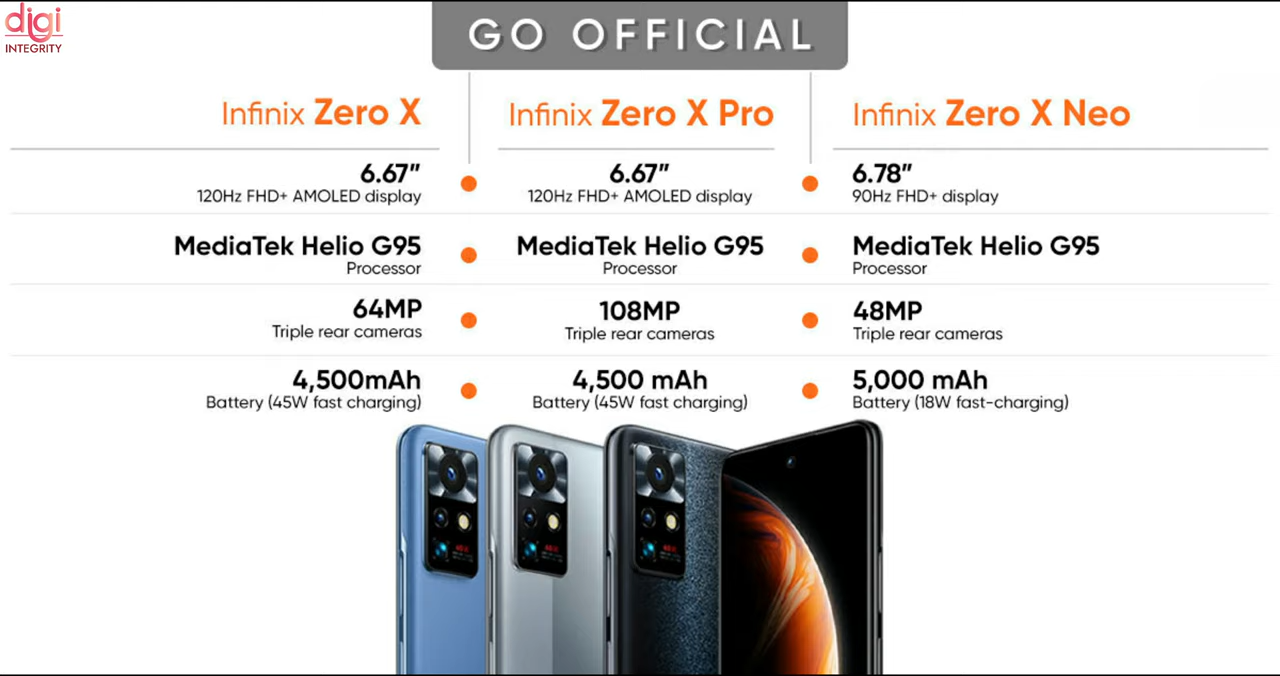 digi
INTEGRITY
GO OFFICIAL
Infinix Zero X
6.67”
120Hz FHD+ AMOLED display
MediaTek Helio G95
Processor
64MP
Triple rear cameras
4,500mAh
Battery (45W fast charging)
Infinix Zero X Pro
6.67”
120Hz FHD+ AMOLED display
MediaTek Helio G95
Processor
108MP
Triple rear cameras
4,500 mAh
Battery (45W fast charging)
Infinix Zero X Neo
6.78”
90Hz FHD+ display
MediaTek Helio G95
Processor
48MP
Triple rear cameras
5,000 mAh
Battery (18W fast-charging)